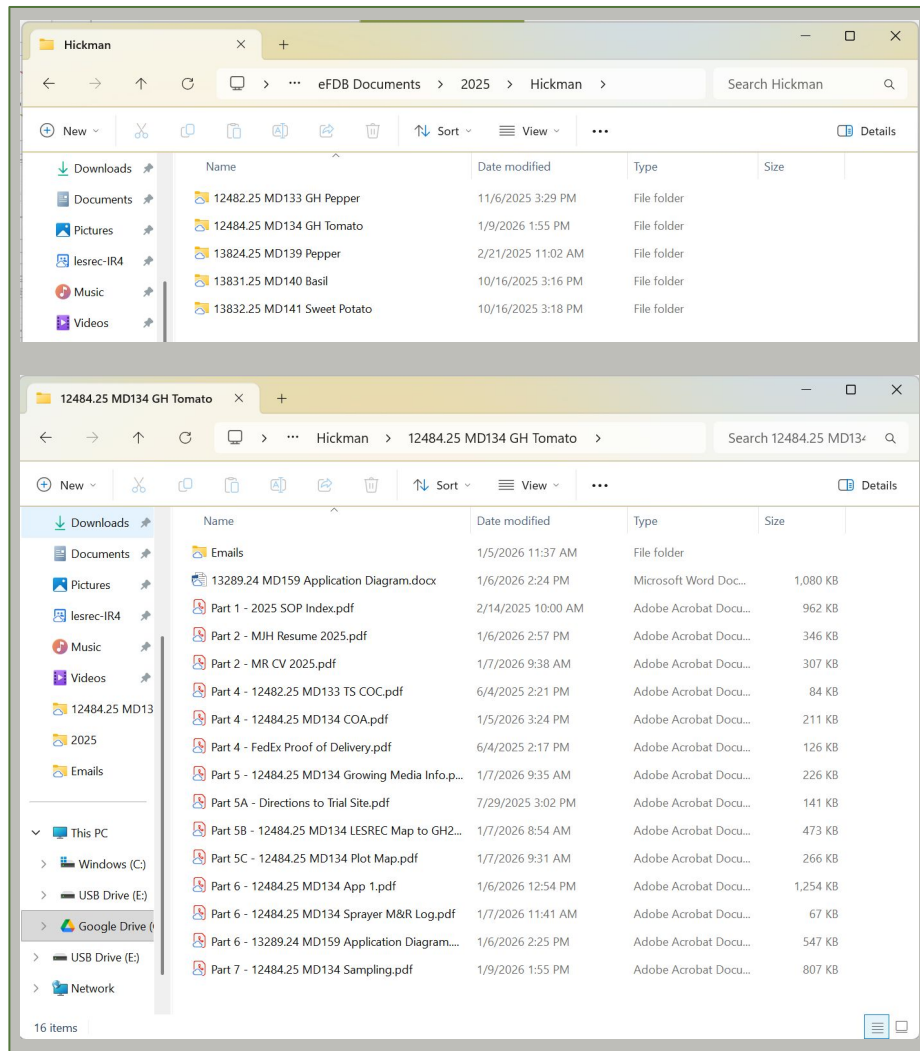 Hickman
eFDB Documents > 2025 > Hickman >
Search Hickman
New
Sort
View
Details
Name Date modified Type Size
Downloads
Documents
Pictures
lesrec-IR4
Music
Videos
12482.25 MD133 GH Pepper 11/6/2025 3:29 PM File folder
12484.25 MD134 GH Tomato 1/9/2026 1:55 PM File folder
13824.25 MD139 Pepper 2/21/2025 11:02 AM File folder
13831.25 MD140 Basil 10/16/2025 3:16 PM File folder
13832.25 MD141 Sweet Potato 10/16/2025 3:18 PM File folder
12484.25 MD134 GH Tomato
Hickman > 12484.25 MD134 GH Tomato >
Search 12484.25 MD134
New
Sort
View
Details
Downloads
Documents
Pictures
lesrec-IR4
Music
Videos
12484.25 MD13
2025
Emails
This PC
Windows (C:)
USB Drive (E:)
Google Drive (
USB Drive (E:)
Network
Name Date modified Type Size
Emails 1/5/2026 11:37 AM File folder
13289.24 MD159 Application Diagram.docx 1/6/2026 2:24 PM Microsoft Word Doc... 1,080 KB
Part 1 - 2025 SOP Index.pdf 2/14/2025 10:00 AM Adobe Acrobat Docu... 962 KB
Part 2 - MJH Resume 2025.pdf 1/6/2026 2:57 PM Adobe Acrobat Docu... 346 KB
Part 2 - MR CV 2025.pdf 1/7/2026 9:38 AM Adobe Acrobat Docu... 307 KB
Part 4 - 12482.25 MD133 TS COC.pdf 6/4/2025 2:21 PM Adobe Acrobat Docu... 84 KB
Part 4 - 12484.25 MD134 COA.pdf 1/5/2026 3:24 PM Adobe Acrobat Docu... 211 KB
Part 4 - FedEx Proof of Delivery.pdf 6/4/2025 2:17 PM Adobe Acrobat Docu... 126 KB
Part 5 - 12484.25 MD134 Growing Media Info.p... 1/7/2026 9:35 AM Adobe Acrobat Docu... 226 KB
Part 5A - Directions to Trial Site.pdf 7/29/2025 3:02 PM Adobe Acrobat Docu... 141 KB
Part 5B - 12484.25 MD134 LESREC Map to GH2... 1/7/2026 8:54 AM Adobe Acrobat Docu... 473 KB
Part 5C - 12484.25 MD134 Plot Map.pdf 1/7/2026 9:31 AM Adobe Acrobat Docu... 266 KB
Part 6 - 12484.25 MD134 App 1.pdf 1/6/2026 12:54 PM Adobe Acrobat Docu... 1,254 KB
Part 6 - 12484.25 MD134 Sprayer M&R Log.pdf 1/7/2026 11:41 AM Adobe Acrobat Docu... 67 KB
Part 6 - 13289.24 MD159 Application Diagram.... 1/6/2026 2:25 PM Adobe Acrobat Docu... 547 KB
Part 7 - 12484.25 MD134 Sampling.pdf 1/9/2026 1:55 PM Adobe Acrobat Docu... 807 KB
16 items